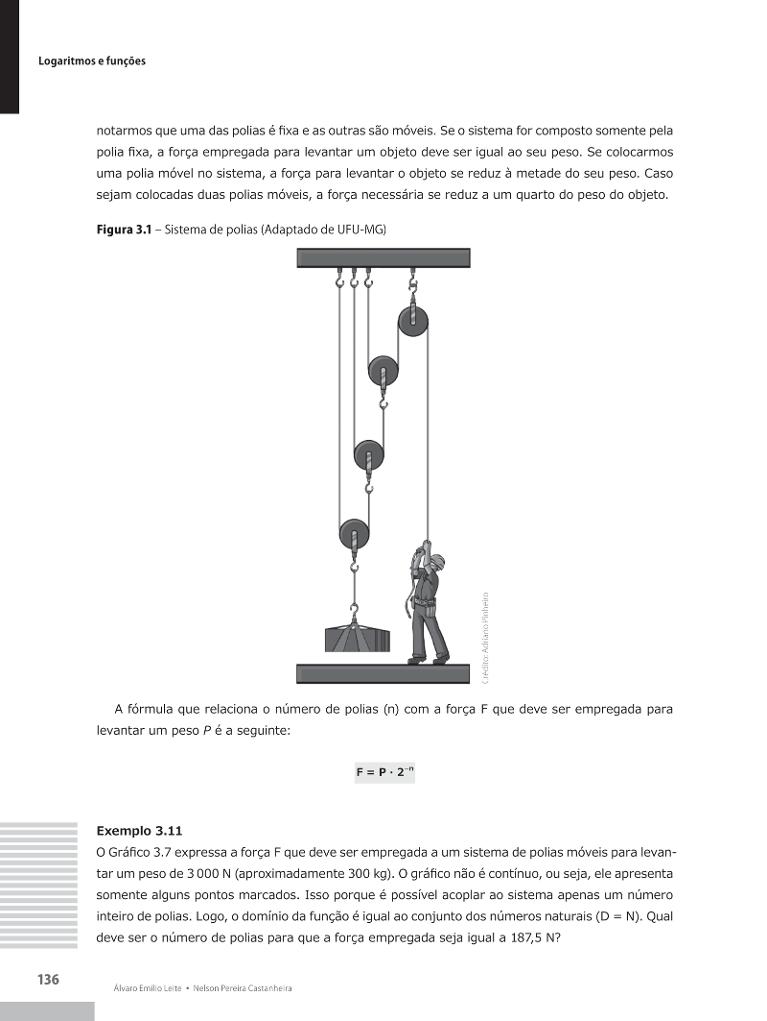 Logaritmos e funções
notarmos que uma das polias é fixa e as outras são móveis. Se o sistema for composto somente pela
polia fixa, a força empregada para levantar um objeto deve ser igual ao seu peso. Se colocarmos
uma polia móvel no sistema, a força para levantar o objeto se reduz à metade do seu peso. Caso
sejam colocadas duas polias móveis, a força necessária se reduz a um quarto do peso do objeto.
Figura 3.1 – Sistema de polias (Adaptado de UFU-MG)
Crédito: Adriano Pinheiro
A fórmula que relaciona o número de polias (n) com a força F que deve ser empregada para
levantar um peso P é a seguinte:
F = P · 2⁻ⁿ
Exemplo 3.11
O Gráfico 3.7 expressa a força F que deve ser empregada a um sistema de polias móveis para levan-
tar um peso de 3 000 N (aproximadamente 300 kg). O gráfico não é contínuo, ou seja, ele apresenta
somente alguns pontos marcados. Isso porque é possível acoplar ao sistema apenas um número
inteiro de polias. Logo, o domínio da função é igual ao conjunto dos números naturais (D = N). Qual
deve ser o número de polias para que a força empregada seja igual a 187,5 N?
136
Álvaro Emílio Leite • Nelson Pereira Castanheira